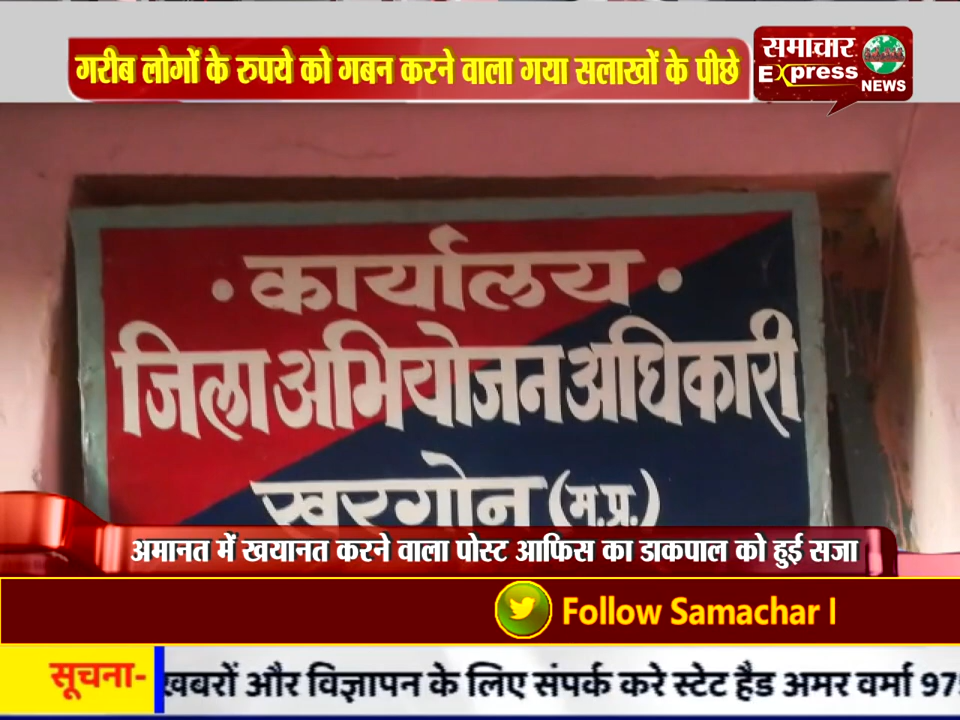 गरीब लोगों के रुपये को गबन करने वाला गया सलाखों के पीछे
समाचार
Express
NEWS
कार्यालय
जिला अभियोजन अधिकारी
खरगोन (म.प्र.)
अमानत में खयानत करने वाला पोस्ट आफिस का डाकपाल को हुई सजा
Follow Samachar
सूचना- खबरों और विज्ञापन के लिए संपर्क करे स्टेट हैड अमर वर्मा 97